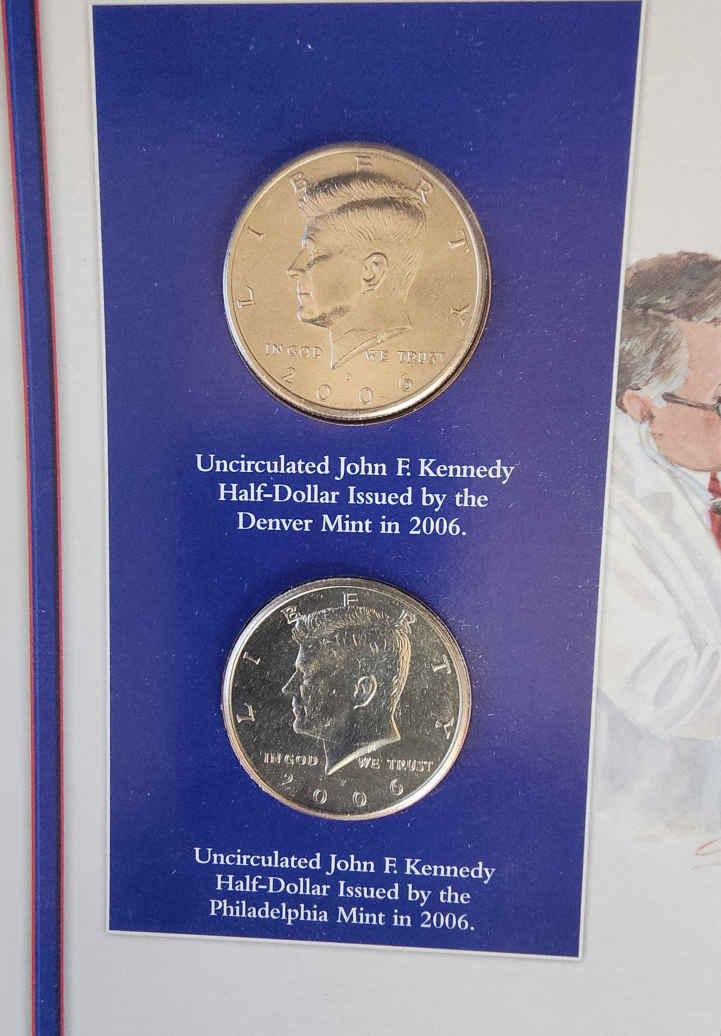 LIBERTY
IN GOD WE TRUST
2006
Uncirculated John F. Kennedy
Half-Dollar Issued by the
Denver Mint in 2006.
LIBERTY
IN GOD WE TRUST
2006
Uncirculated John F. Kennedy
Half-Dollar Issued by the
Philadelphia Mint in 2006.